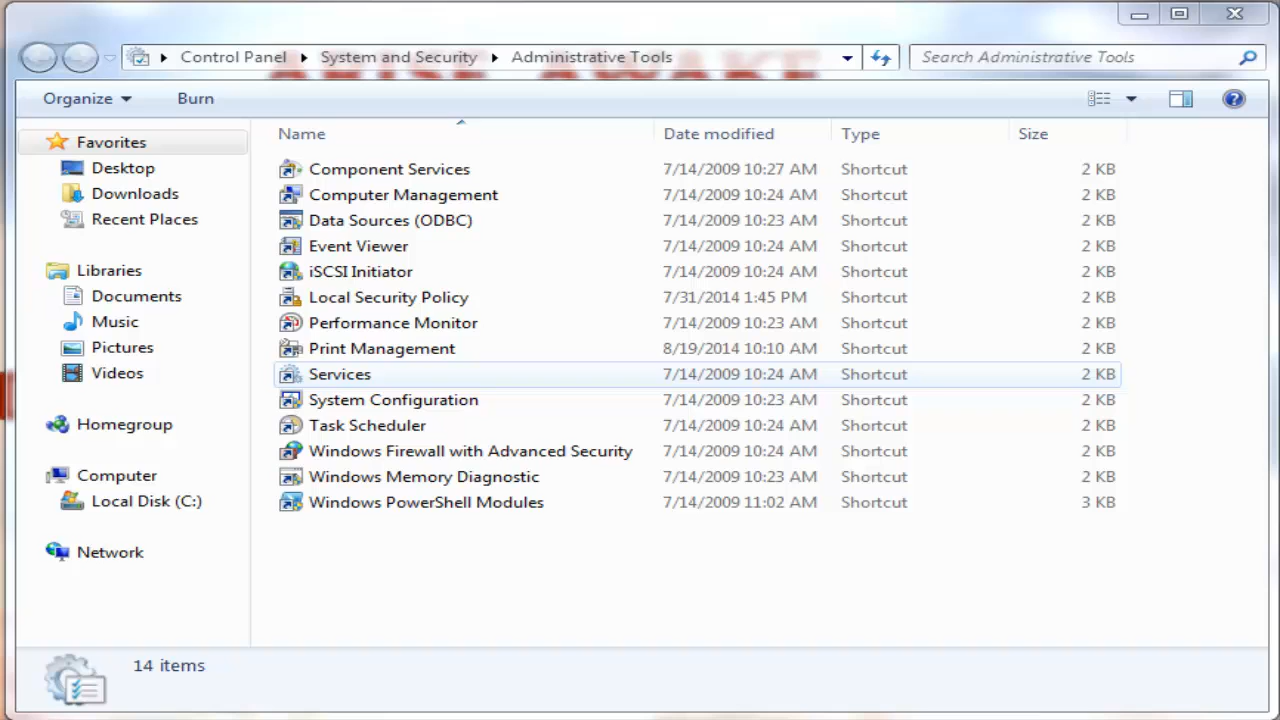 Control Panel System and Security Administrative Tools Search Administrative Tools
ARISE AWAKE
Organize Burn
Favorites
Desktop
Downloads
Recent Places
Libraries
Documents
Music
Pictures
Videos
Homegroup
Computer
Local Disk (C:)
Network
Name Date modified Type Size
Component Services 7/14/2009 10:27 AM Shortcut 2 KB
Computer Management 7/14/2009 10:24 AM Shortcut 2 KB
Data Sources (ODBC) 7/14/2009 10:23 AM Shortcut 2 KB
Event Viewer 7/14/2009 10:24 AM Shortcut 2 KB
iSCSI Initiator 7/14/2009 10:24 AM Shortcut 2 KB
Local Security Policy 7/31/2014 1:45 PM Shortcut 2 KB
Performance Monitor 7/14/2009 10:23 AM Shortcut 2 KB
Print Management 8/19/2014 10:10 AM Shortcut 2 KB
Services 7/14/2009 10:24 AM Shortcut 2 KB
System Configuration 7/14/2009 10:23 AM Shortcut 2 KB
Task Scheduler 7/14/2009 10:24 AM Shortcut 2 KB
Windows Firewall with Advanced Security 7/14/2009 10:24 AM Shortcut 2 KB
Windows Memory Diagnostic 7/14/2009 10:23 AM Shortcut 2 KB
Windows PowerShell Modules 7/14/2009 11:02 AM Shortcut 3 KB
14 items